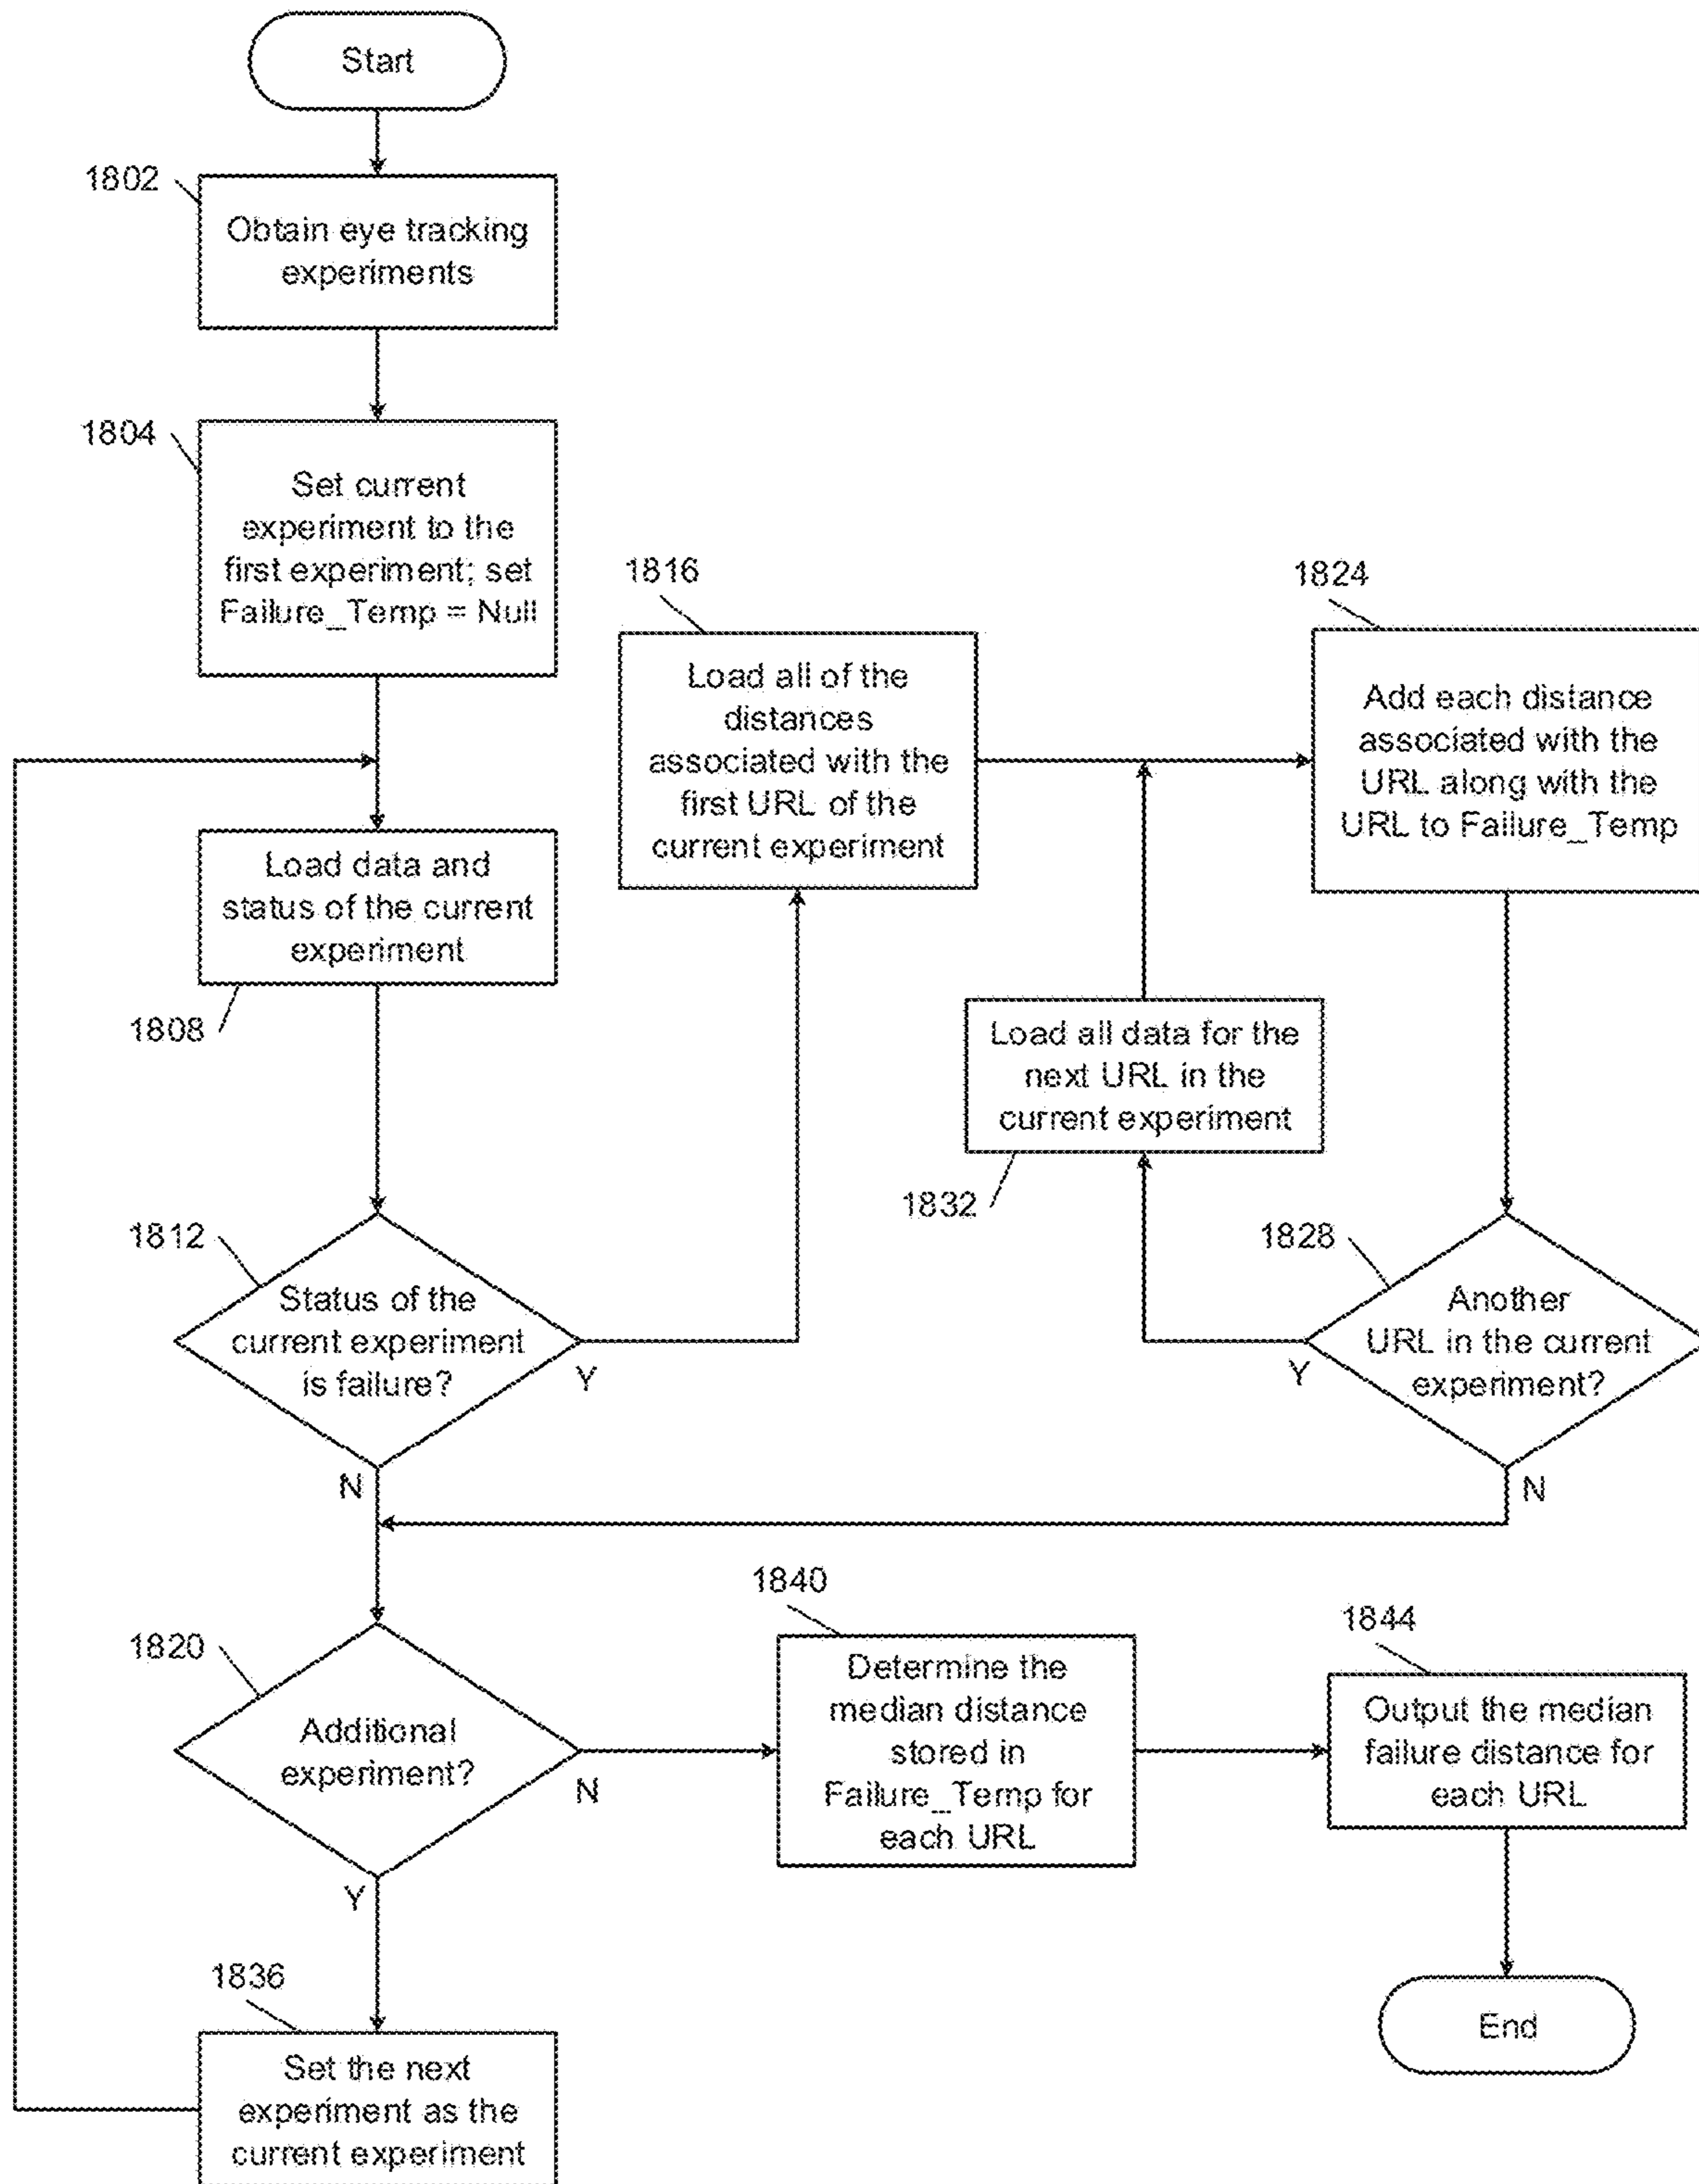 Start
1802
Obtain eye tracking
experiments
1804
Set current
experiment to the
first experiment; set
Failure_Temp = Null
1816
Load all of the
distances
associated with the
first URL of the
current experiment
1824
Add each distance
associated with the
URL along with the
URL to Failure_Temp
Load data and
status of the current
experiment
1808
Load all data for the
next URL in the
current experiment
1832
1812
Status of the
current experiment
is failure?
Y
N
1828
Another
URL in the current
experiment?
Y
N
1820
Additional
experiment?
N
Y
1840
Determine the
median distance
stored in
Failure_Temp for
each URL
1844
Output the median
failure distance for
each URL
1836
Set the next
experiment as the
current experiment
End